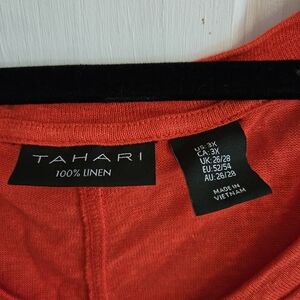 TAHARI
100% LINEN
US: 3X
CA: 3X
UK: 26/28
EU: 52/54
AU: 26/28
MADE IN
VIETNAM